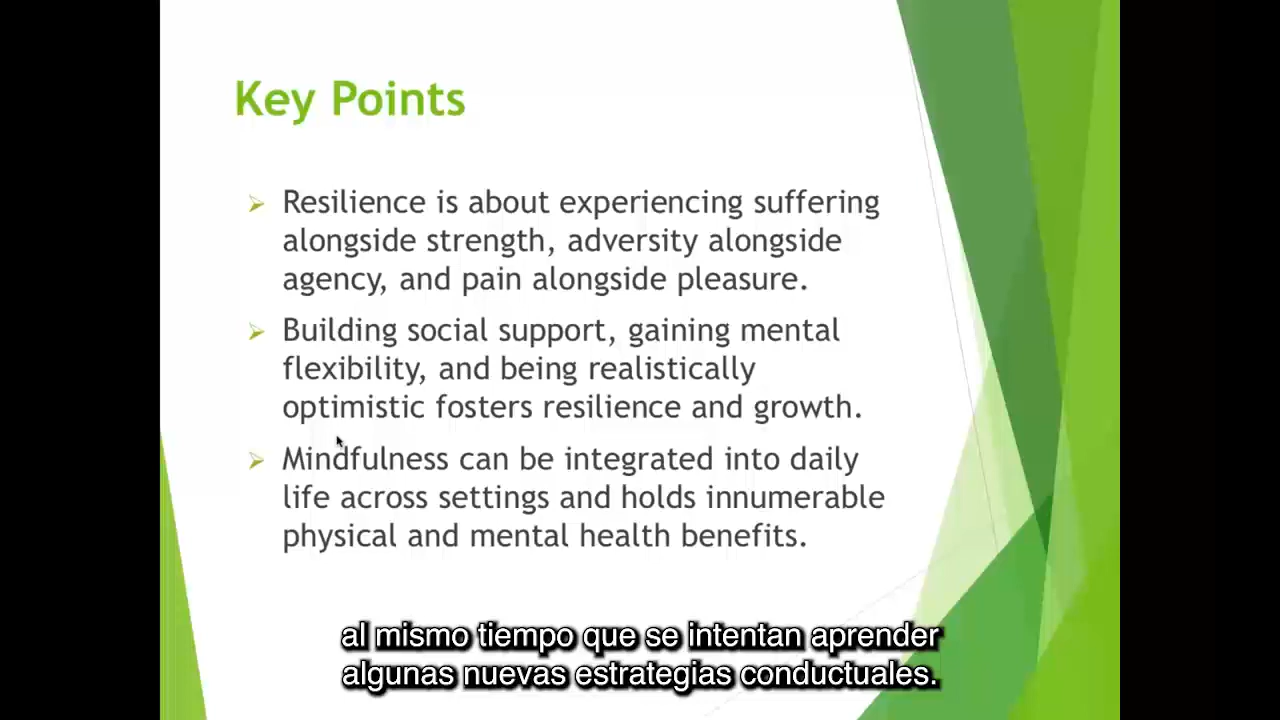 Key Points
Resilience is about experiencing suffering
alongside strength, adversity alongside
agency, and pain alongside pleasure.
Building social support, gaining mental
flexibility, and being realistically
optimistic fosters resilience and growth.
Mindfulness can be integrated into daily
life across settings and holds innumerable
physical and mental health benefits.
al mismo tiempo que se intentan aprender
algunas nuevas estrategias conductuales.